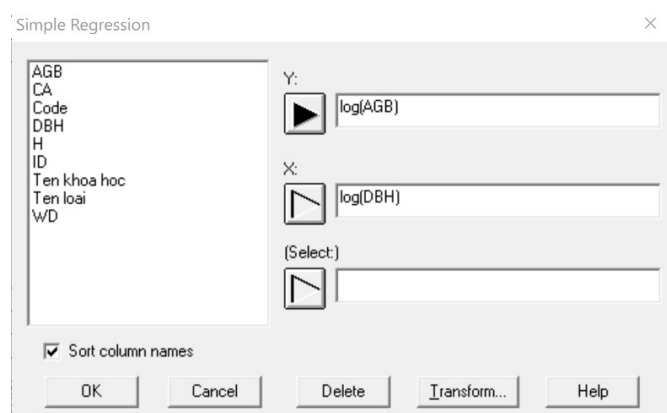 Simple Regression
AGB
CA
Code
DBH
H
ID
Ten khoa hoc
Ten loai
WD
Y:
log(AGB)
X:
log(DBH)
(Select:)
Sort column names
OK Cancel Delete Transform... Help